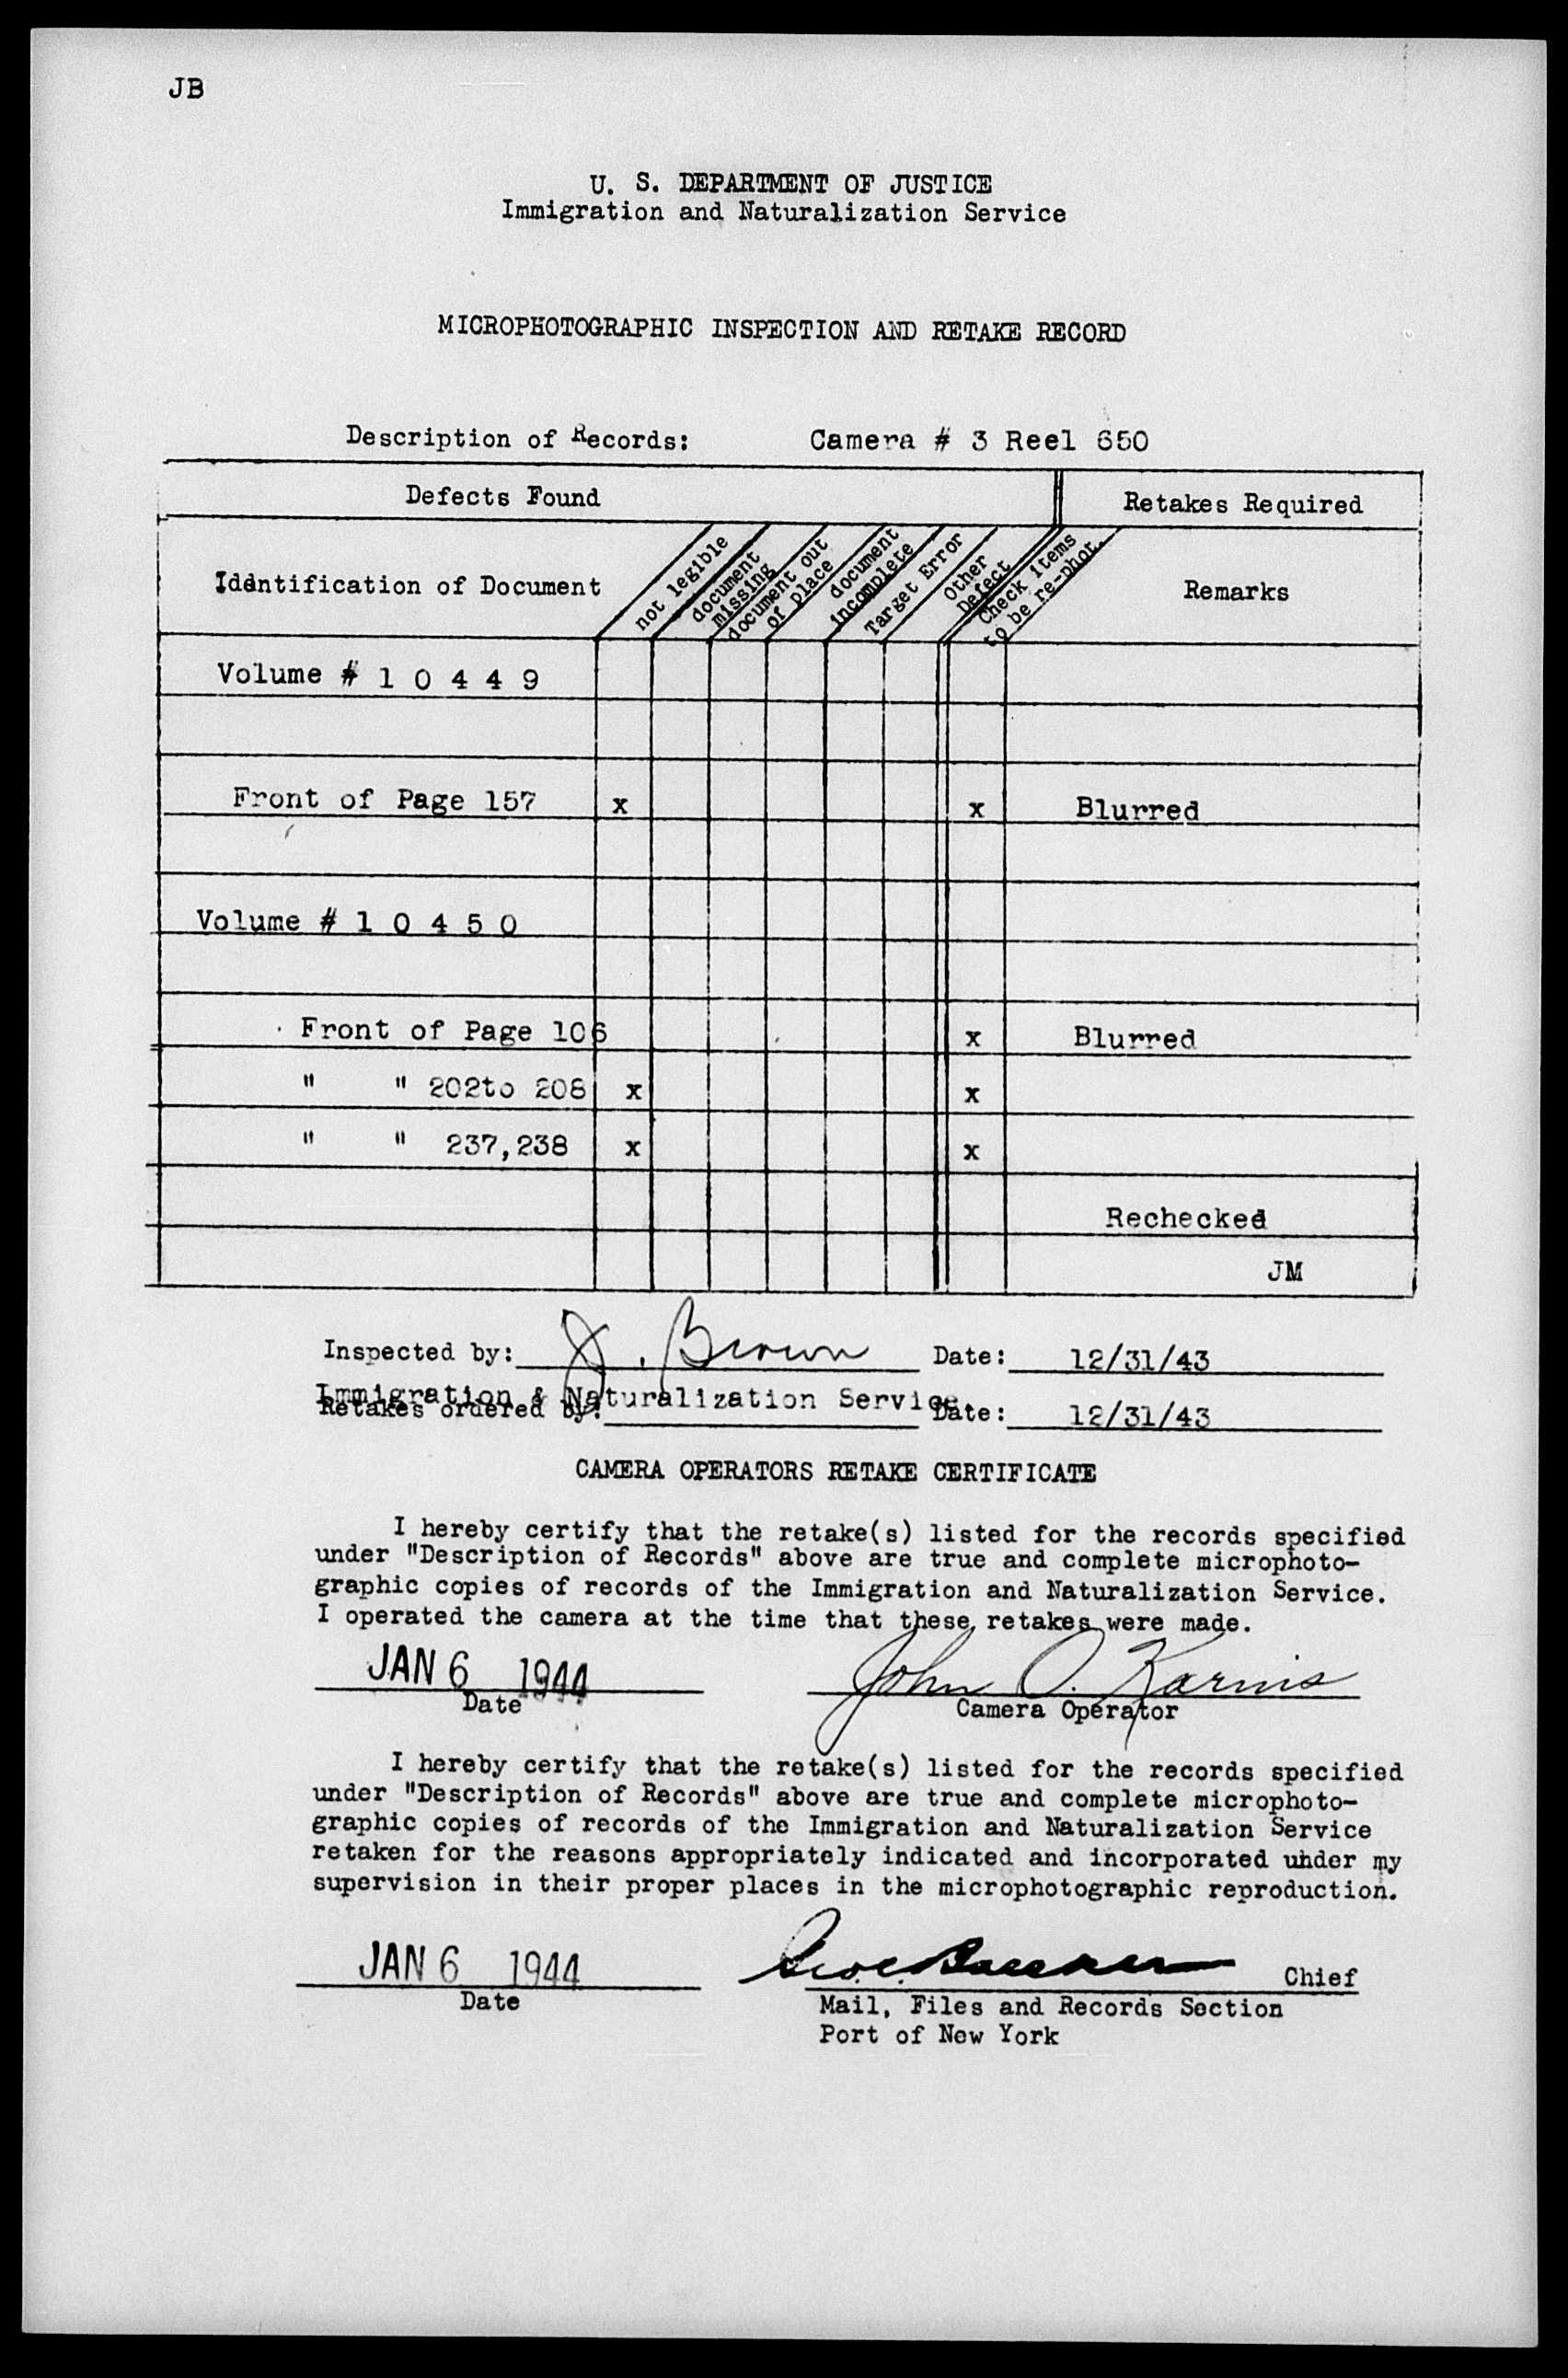 JB
U. S. DEPARTMENT OF JUSTICE
Immigration and Naturalization Service
MICROPHOTOGRAPHIC INSPECTION AND RETAKE RECORD
Description of Records: Camera # 3 Reel 650
Defects Found Retakes Required
Identification of Document
not legible
document missing
document out of place
document incomplete
Target Error
Other Defect
Check items to be re-phot.
Remarks
Volume # 1 0 4 4 9
Front of Page 157 x x Blurred
Volume # 1 0 4 5 0
Front of Page 106 x Blurred
" " 202to 208 x x
" " 237,238 x x
Rechecked
JM
Inspected by: J. Brown Date: 12/31/43
Immigration & Naturalization Service.
Retakes ordered by: Date: 12/31/43
CAMERA OPERATORS RETAKE CERTIFICATE
I hereby certify that the retake(s) listed for the records specified
under "Description of Records" above are true and complete microphoto-
graphic copies of records of the Immigration and Naturalization Service.
I operated the camera at the time that these retakes were made.
JAN 6 1944 John O. Karnis
Date Camera Operator
I hereby certify that the retake(s) listed for the records specified
under "Description of Records" above are true and complete microphoto-
graphic copies of records of the Immigration and Naturalization Service
retaken for the reasons appropriately indicated and incorporated under my
supervision in their proper places in the microphotographic reproduction.
JAN 6 1944 Chief
Date Mail, Files and Records Section
Port of New York